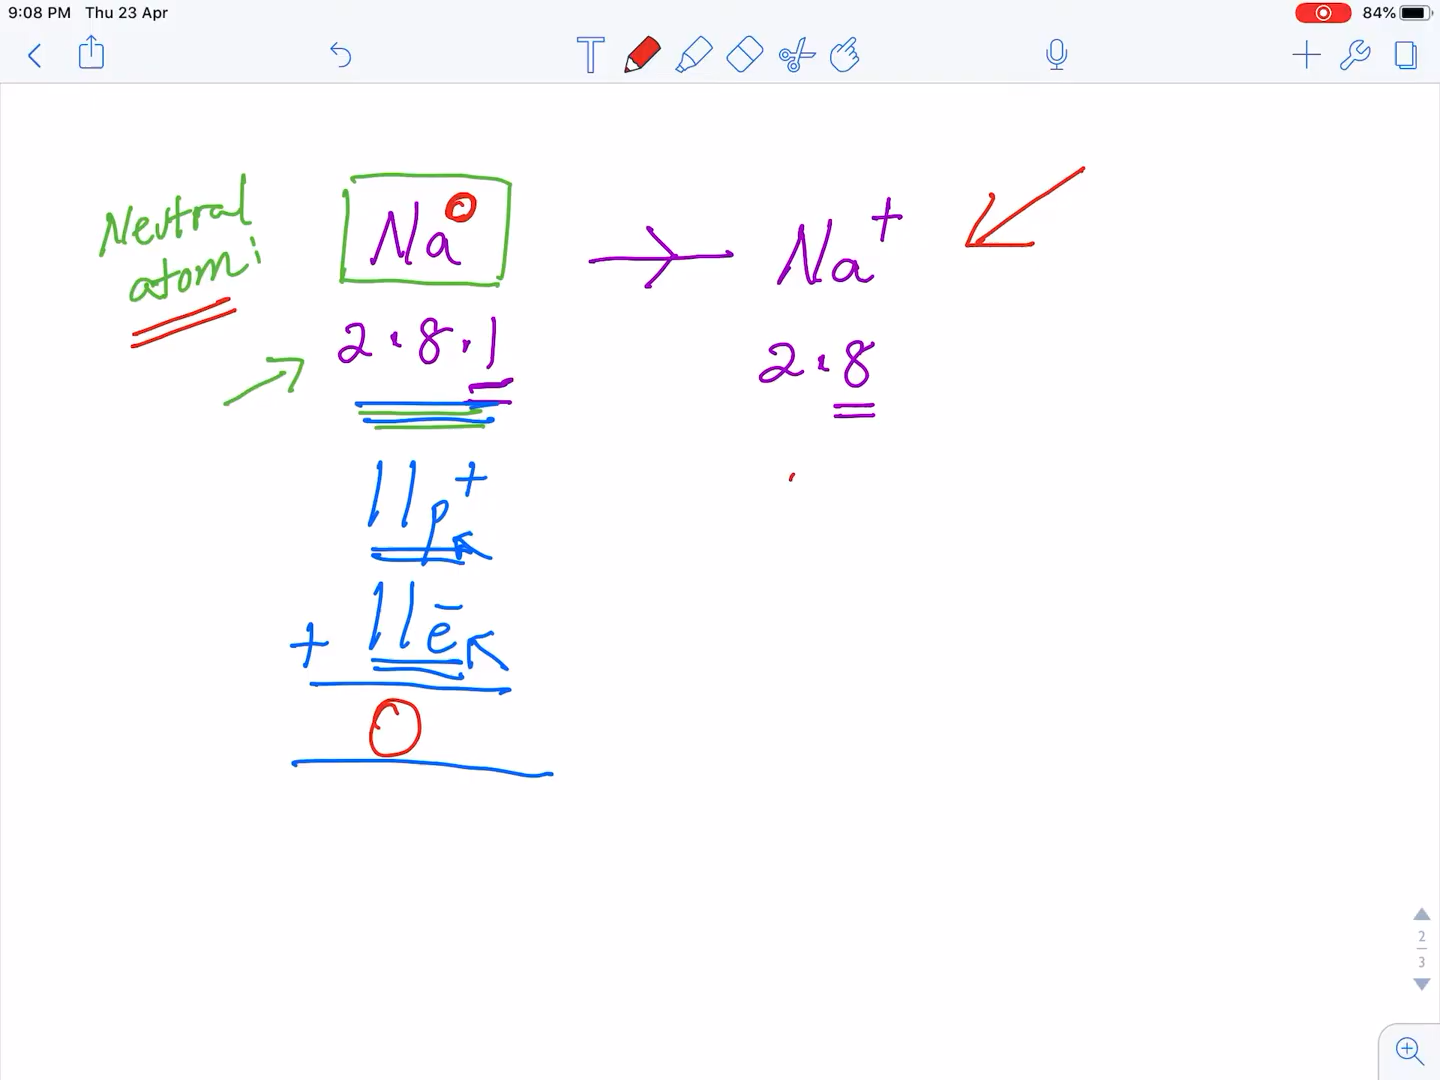 9:08 PM Thu 23 Apr
84%
T
Neutral
atom:
Na⁰
Na⁺
2.8.1
2.8
11p⁺
+ 11e⁻
0
2
3